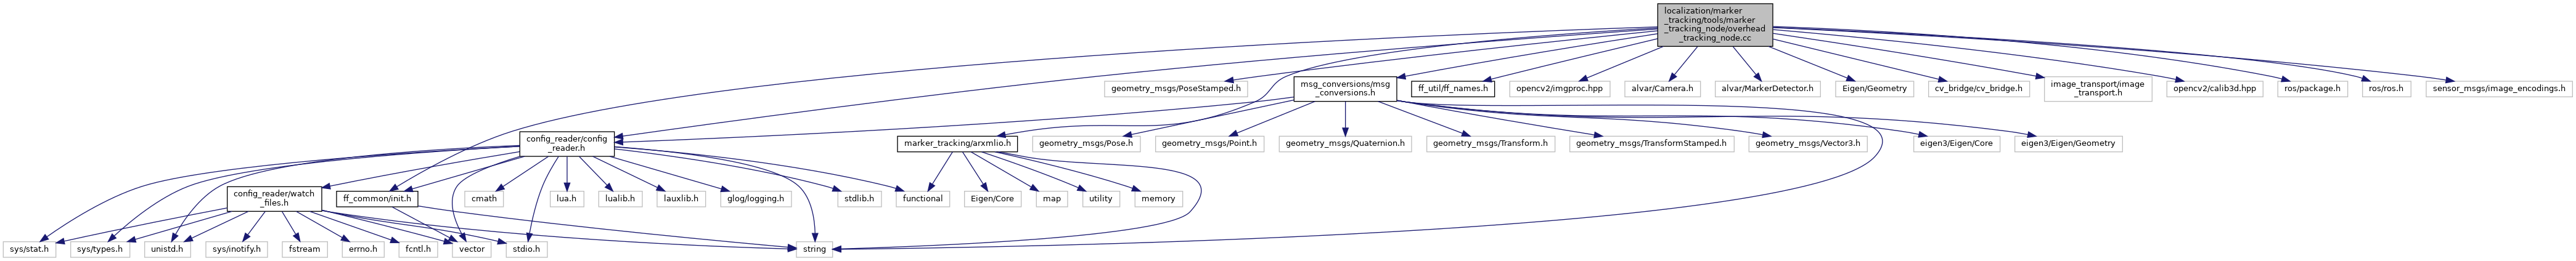 localization/marker
_tracking/tools/marker
_tracking_node/overhead
_tracking_node.cc
geometry_msgs/PoseStamped.h
msg_conversions/msg
_conversions.h
ff_util/ff_names.h
opencv2/imgproc.hpp
alvar/Camera.h
alvar/MarkerDetector.h
Eigen/Geometry
cv_bridge/cv_bridge.h
image_transport/image
_transport.h
opencv2/calib3d.hpp
ros/package.h
ros/ros.h
sensor_msgs/image_encodings.h
config_reader/config
_reader.h
marker_tracking/arxmlio.h
geometry_msgs/Pose.h
geometry_msgs/Point.h
geometry_msgs/Quaternion.h
geometry_msgs/Transform.h
geometry_msgs/TransformStamped.h
geometry_msgs/Vector3.h
eigen3/Eigen/Core
eigen3/Eigen/Geometry
config_reader/watch
_files.h
ff_common/init.h
cmath
lua.h
lualib.h
lauxlib.h
glog/logging.h
stdlib.h
functional
Eigen/Core
map
utility
memory
sys/stat.h
sys/types.h
unistd.h
sys/inotify.h
fstream
errno.h
fcntl.h
vector
stdio.h
string